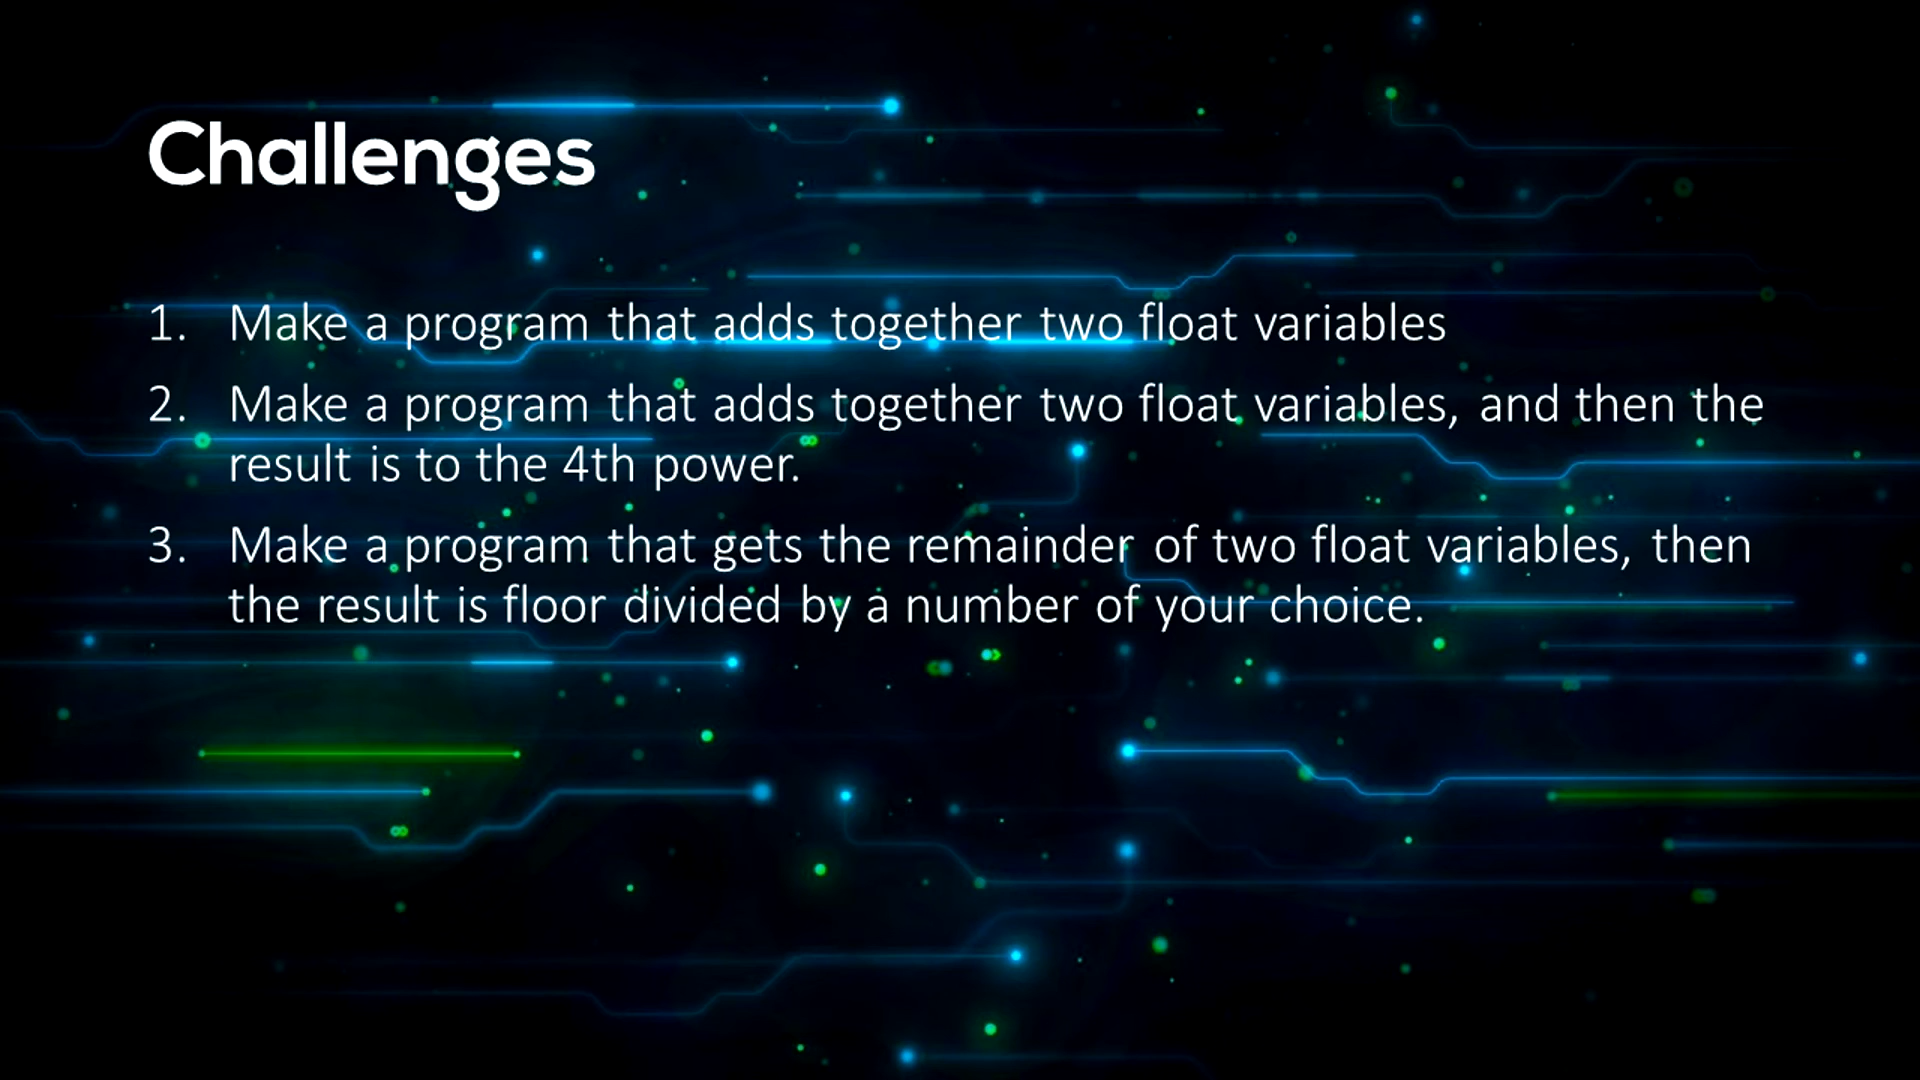 Challenges
1. Make a program that adds together two float variables
2. Make a program that adds together two float variables, and then the
result is to the 4th power.
3. Make a program that gets the remainder of two float variables, then
the result is floor divided by a number of your choice.